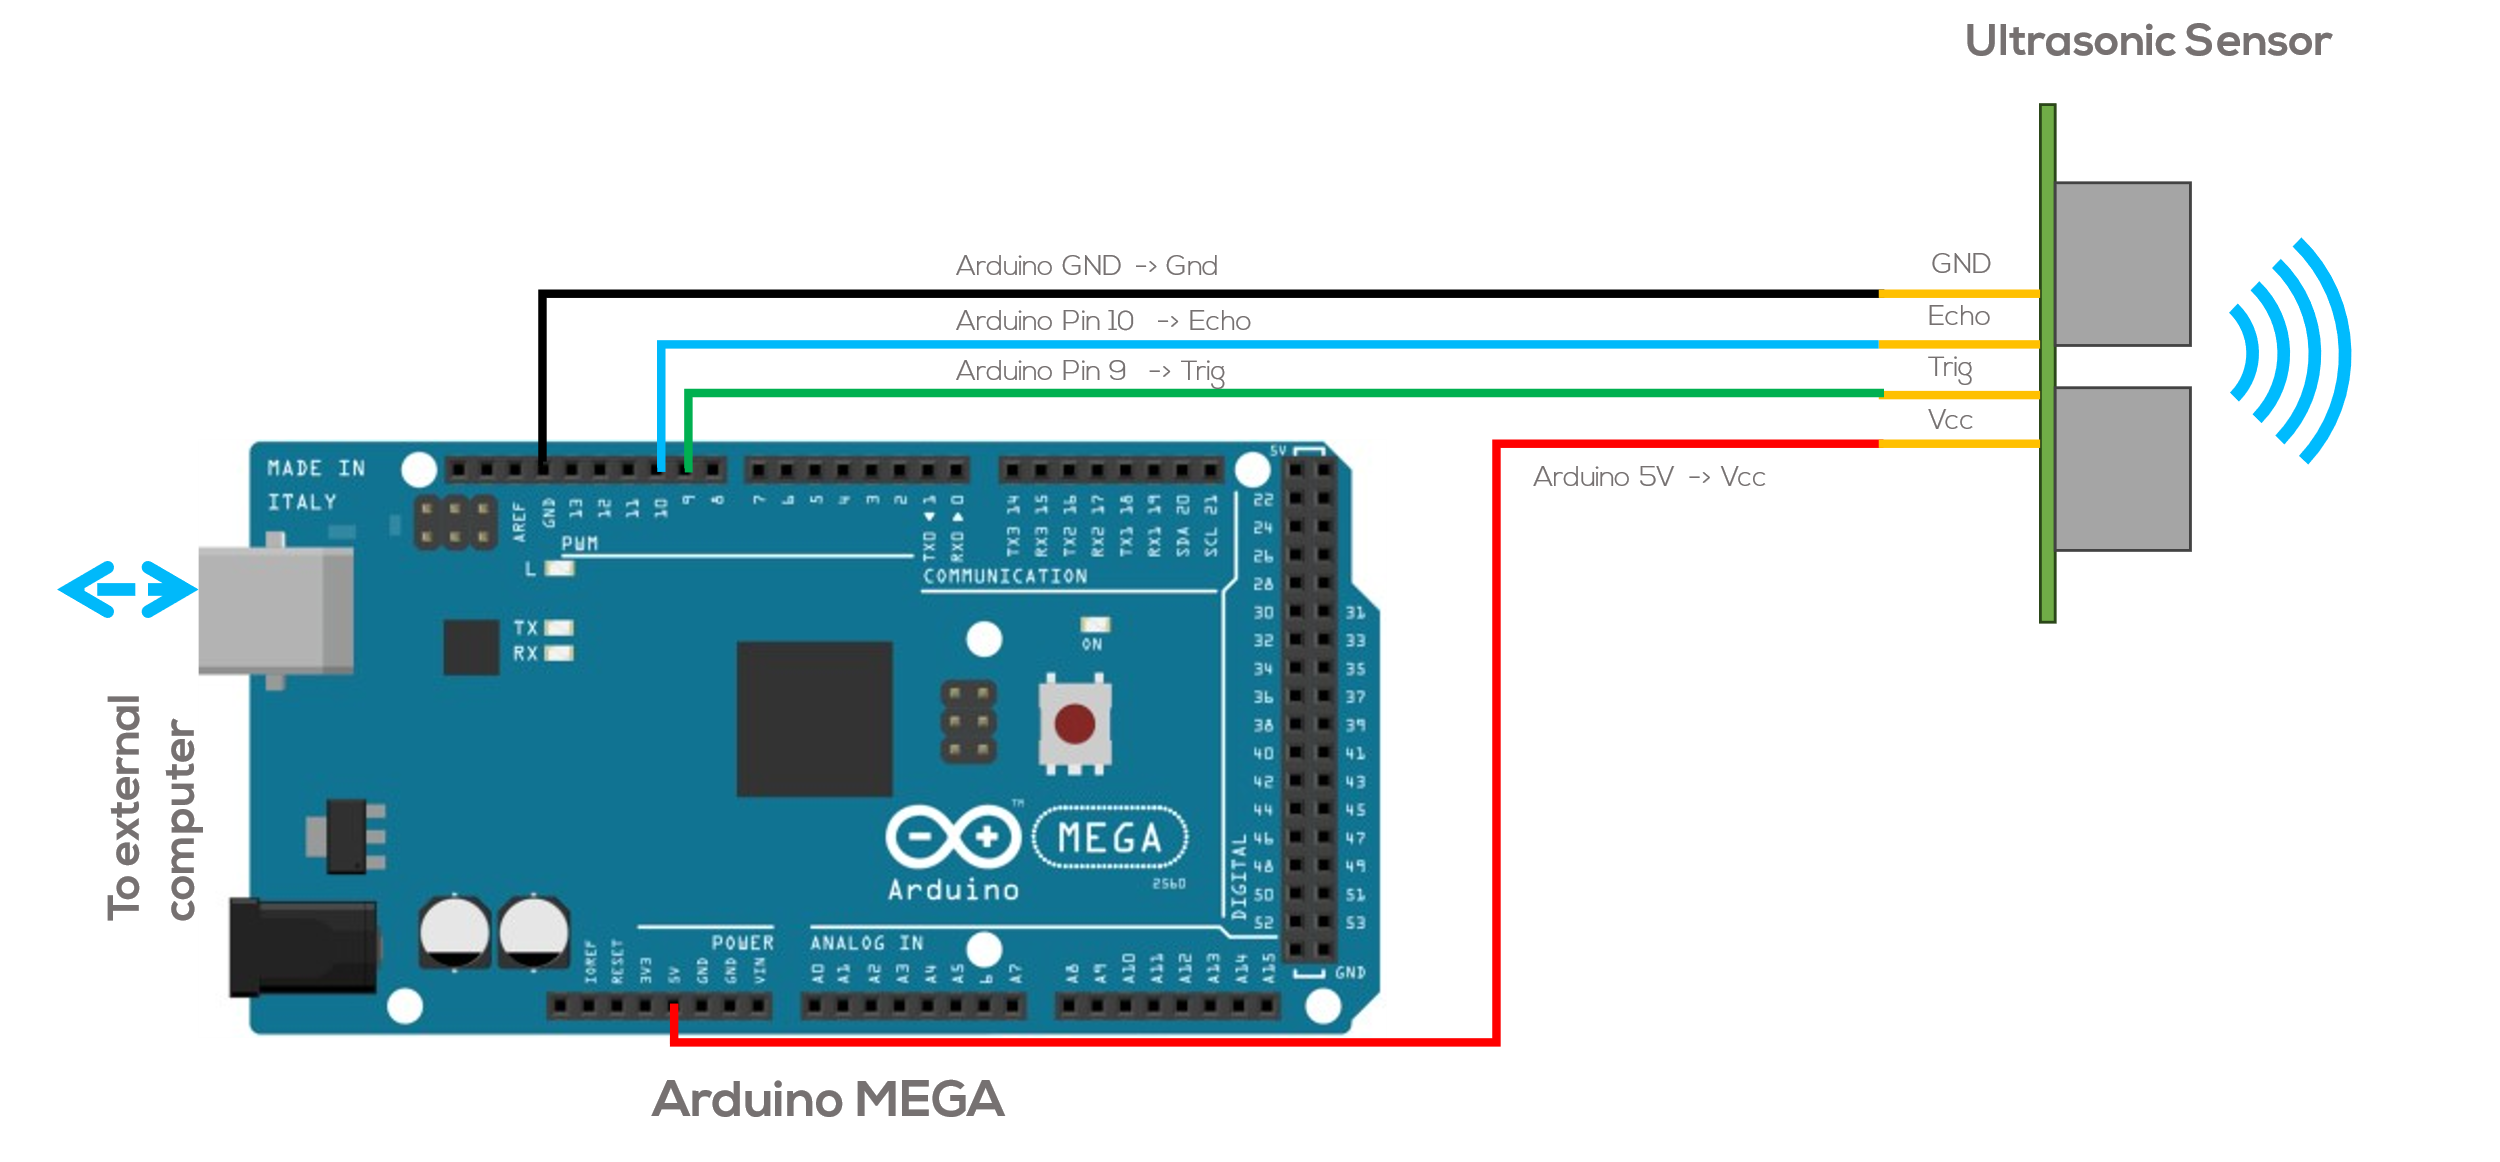 Ultrasonic Sensor
Arduino GND -> Gnd
GND
Arduino Pin 10 -> Echo
Echo
Arduino Pin 9 -> Trig
Trig
Vcc
Arduino 5V -> Vcc
MADE IN
ITALY
AREF
GND
13
12
11
10
9
8
7
6
5
4
3
2
TX0 ◀ 1
RX0 ▶ 0
TX3 14
RX3 15
TX2 16
RX2 17
TX1 18
RX1 19
SDA 20
SCL 21
5V
PWM
L
COMMUNICATION
TX
RX
ON
22
24
26
28
30 31
32 33
34 35
36 37
38 39
40 41
42 43
44 45
46 47
48 49
50 51
52 53
DIGITAL
GND
TM
MEGA
2560
Arduino
To external
computer
POWER
ANALOG IN
IOREF
RESET
3V3
5V
GND
GND
VIN
A0
A1
A2
A3
A4
A5
6
A7
A8
A9
A10
A11
A12
A13
A14
A15
Arduino MEGA